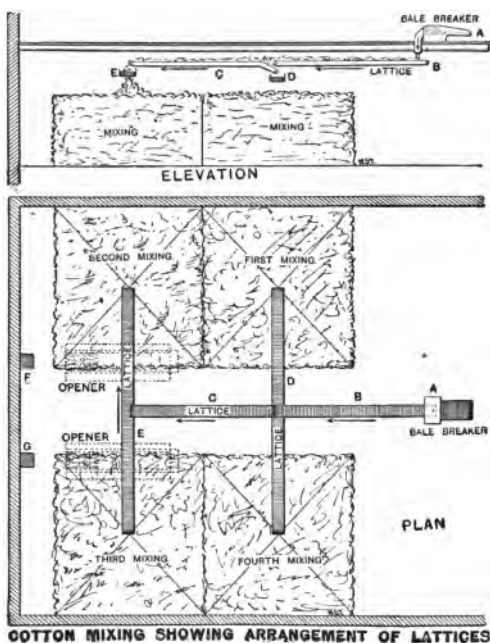 BALE BREAKER
A
E
C
D
LATTICE
B
MIXING
MIXING
ELEVATION
SECOND MIXING
FIRST MIXING
LATTICE
D
F
OPENER
C
LATTICE
B
A
BALE BREAKER
OPENER
E
LATTICE
G
PLAN
THIRD MIXING
FOURTH MIXING
COTTON MIXING SHOWING ARRANGEMENT OF LATTICES